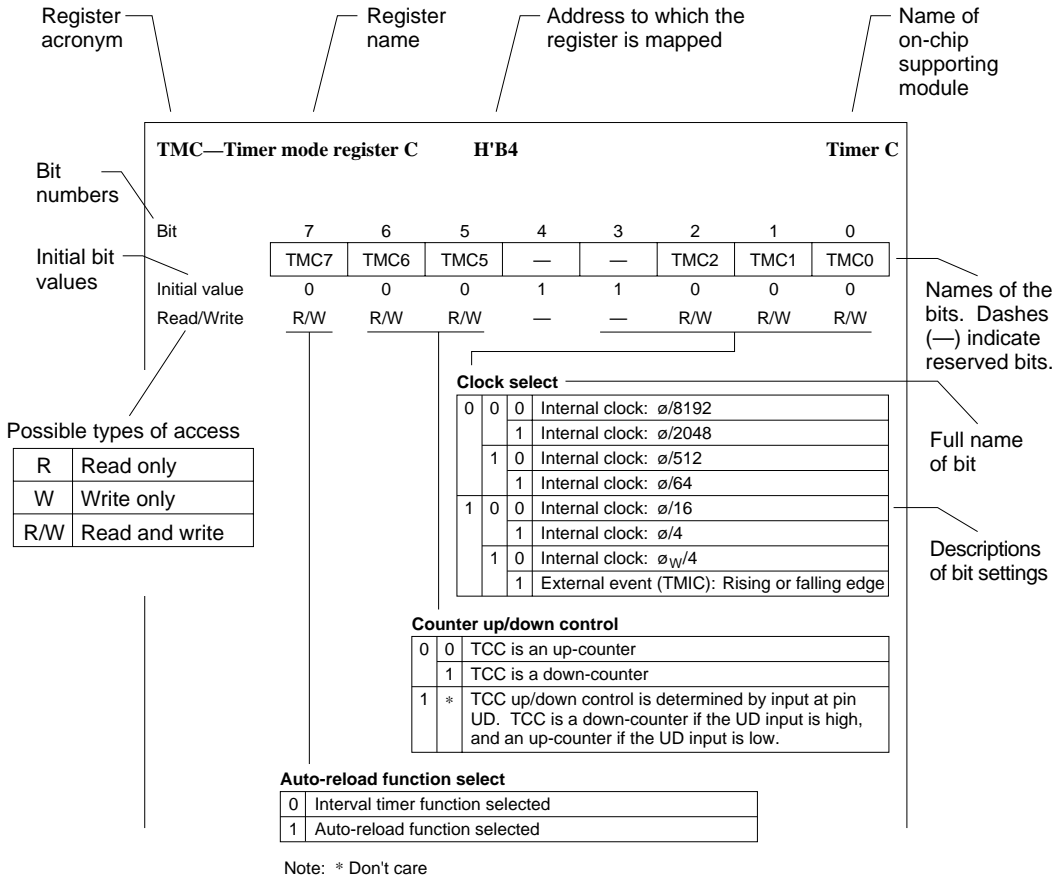 Register acronym
Register name
Address to which the register is mapped
Name of on-chip supporting module
TMC—Timer mode register C H'B4 Timer C
Bit numbers
Bit 7 6 5 4 3 2 1 0
Initial bit values
TMC7 TMC6 TMC5 — — TMC2 TMC1 TMC0
Initial value 0 0 0 1 1 0 0 0
Read/Write R/W R/W R/W — — R/W R/W R/W
Names of the bits. Dashes (—) indicate reserved bits.
Possible types of access
R Read only
W Write only
R/W Read and write
Clock select
0 0 0 Internal clock: ø/8192
1 Internal clock: ø/2048
1 0 Internal clock: ø/512
1 Internal clock: ø/64
1 0 0 Internal clock: ø/16
1 Internal clock: ø/4
1 0 Internal clock: øW/4
1 External event (TMIC): Rising or falling edge
Full name of bit
Descriptions of bit settings
Counter up/down control
0 0 TCC is an up-counter
1 TCC is a down-counter
1 * TCC up/down control is determined by input at pin
UD. TCC is a down-counter if the UD input is high,
and an up-counter if the UD input is low.
Auto-reload function select
0 Interval timer function selected
1 Auto-reload function selected
Note: * Don't care